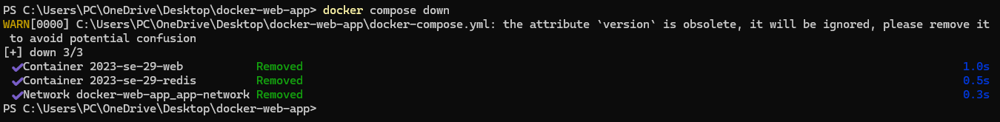 PS C:\Users\PC\OneDrive\Desktop\docker-web-app> docker compose down
WARN[0000] C:\Users\PC\OneDrive\Desktop\docker-web-app\docker-compose.yml: the attribute `version` is obsolete, it will be ignored, please remove it
to avoid potential confusion
[+] down 3/3
✔Container 2023-se-29-web Removed 1.0s
✔Container 2023-se-29-redis Removed 0.5s
✔Network docker-web-app_app-network Removed 0.3s
PS C:\Users\PC\OneDrive\Desktop\docker-web-app>